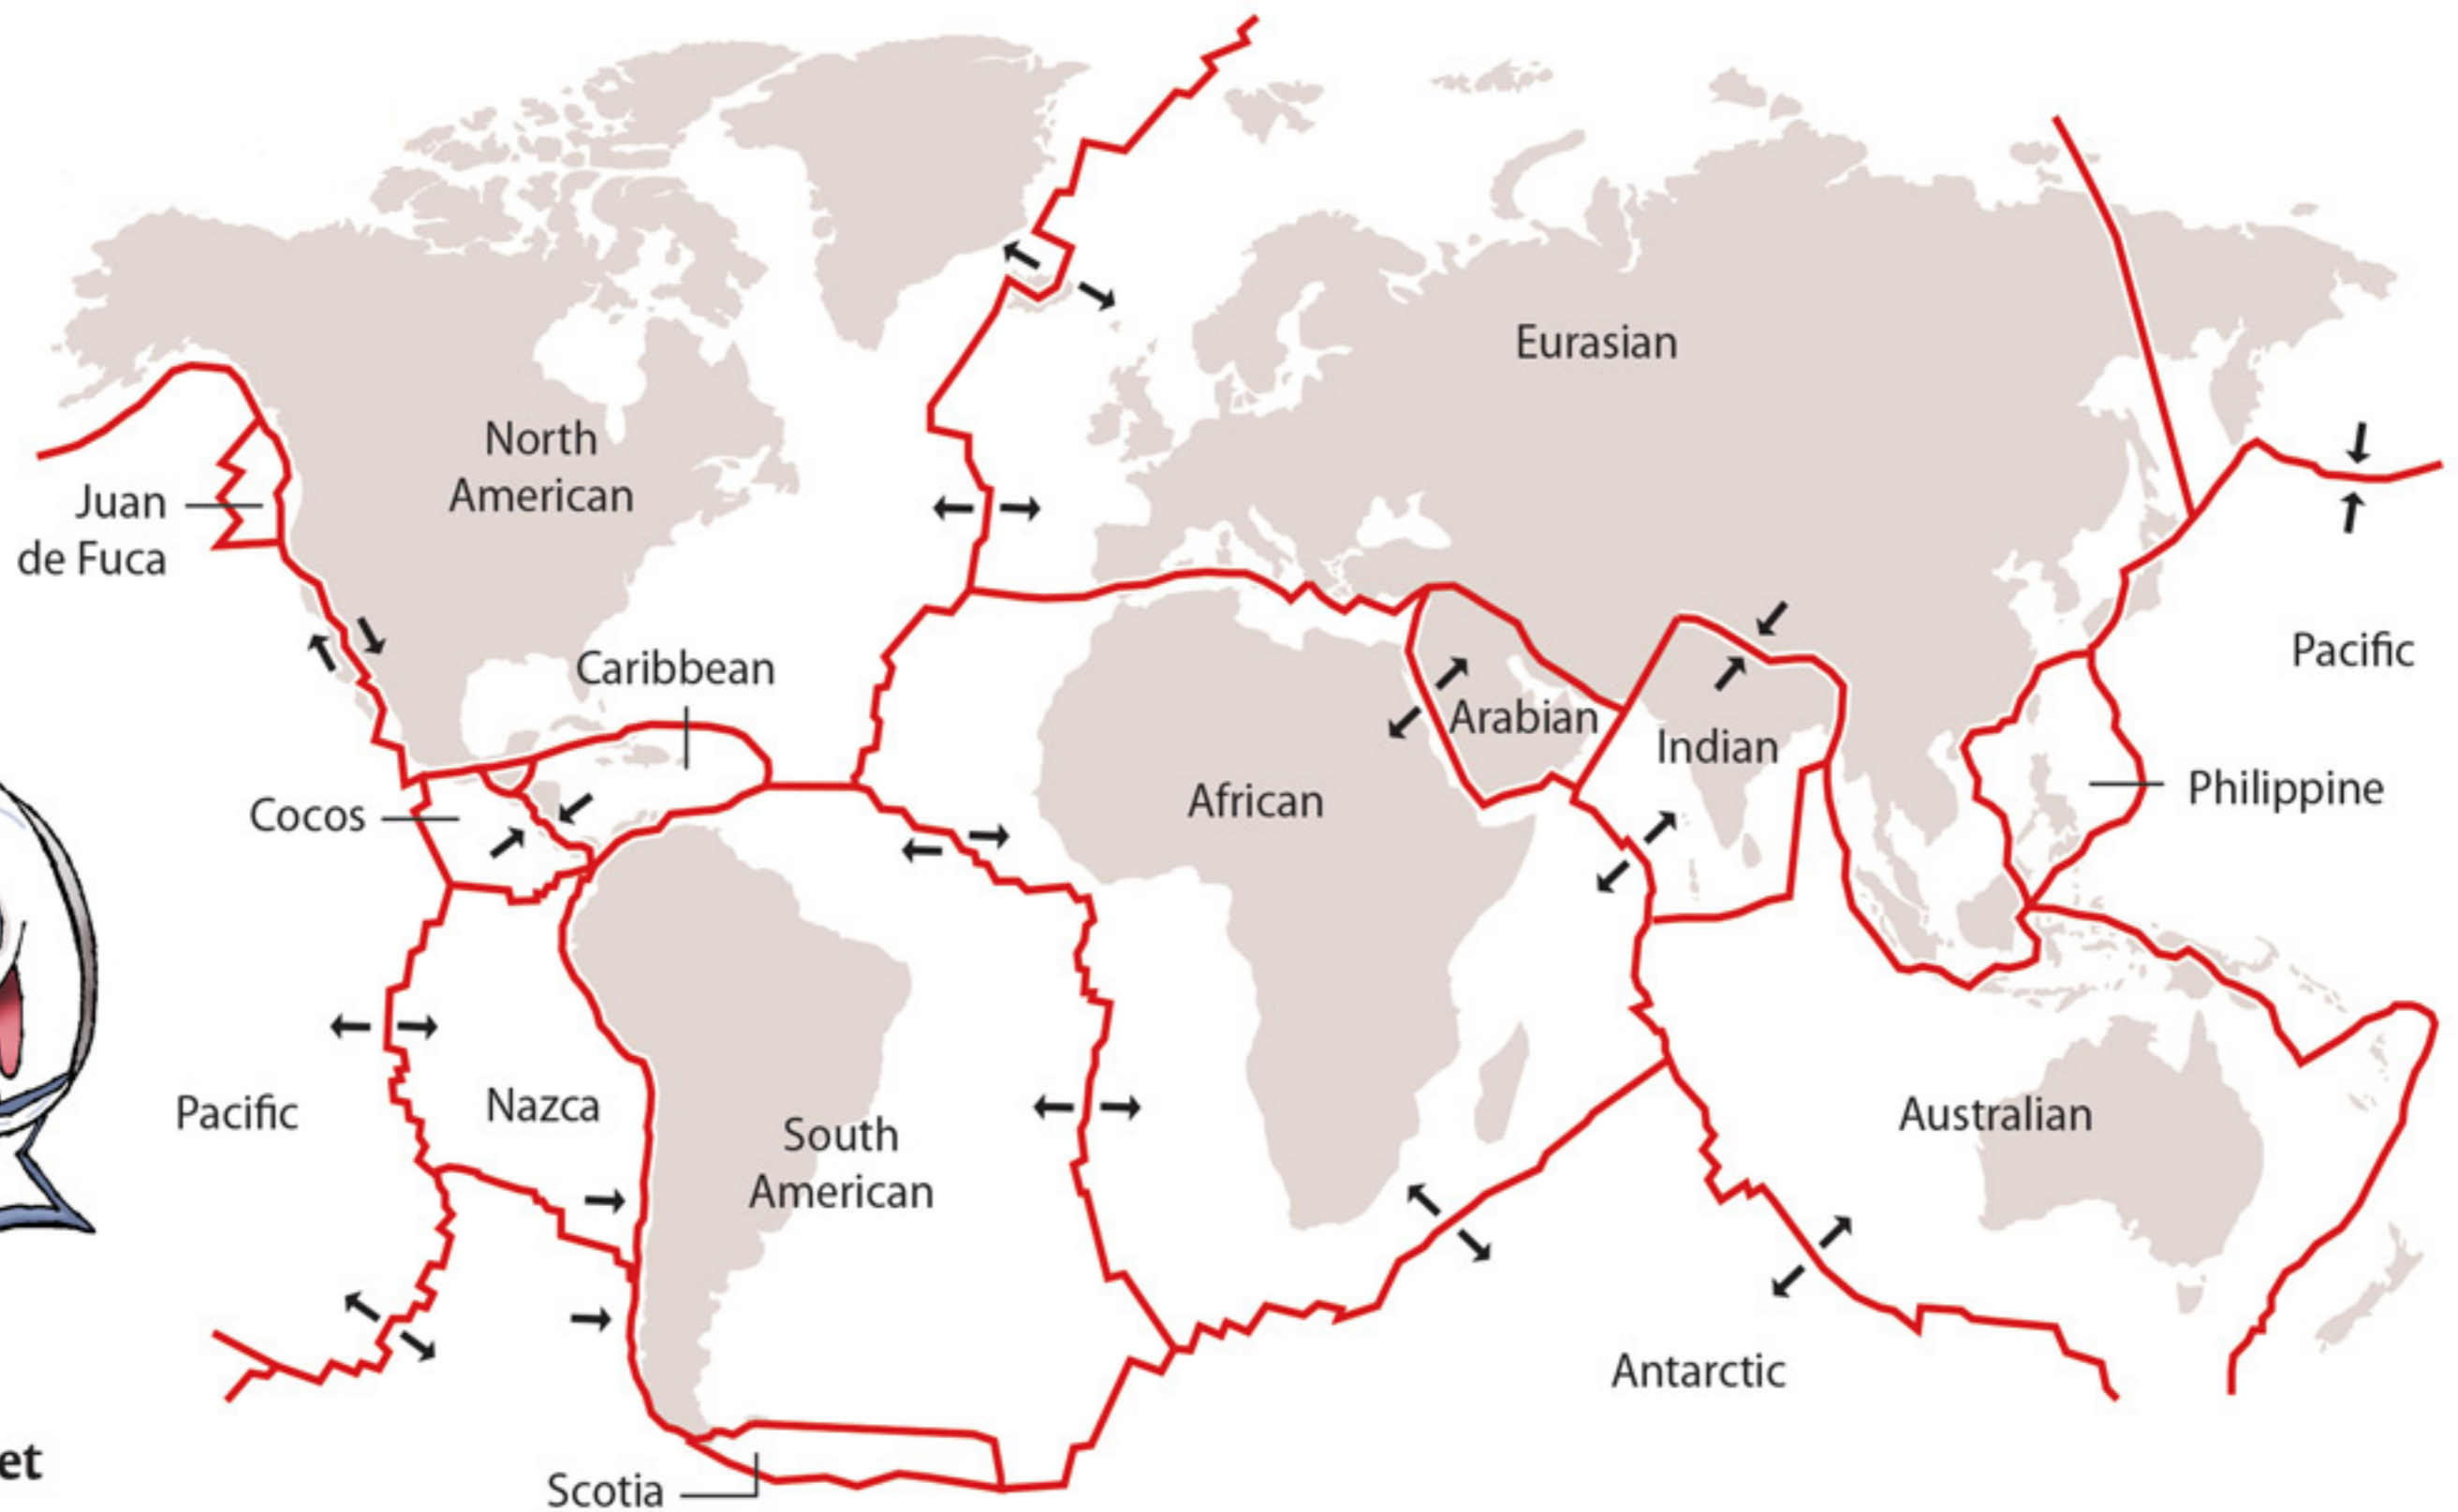 Eurasian
North
American
Juan
de Fuca
Pacific
Caribbean
Arabian
Indian
Philippine
Cocos
African
Pacific
Nazca
South
American
Australian
Antarctic
et
Scotia